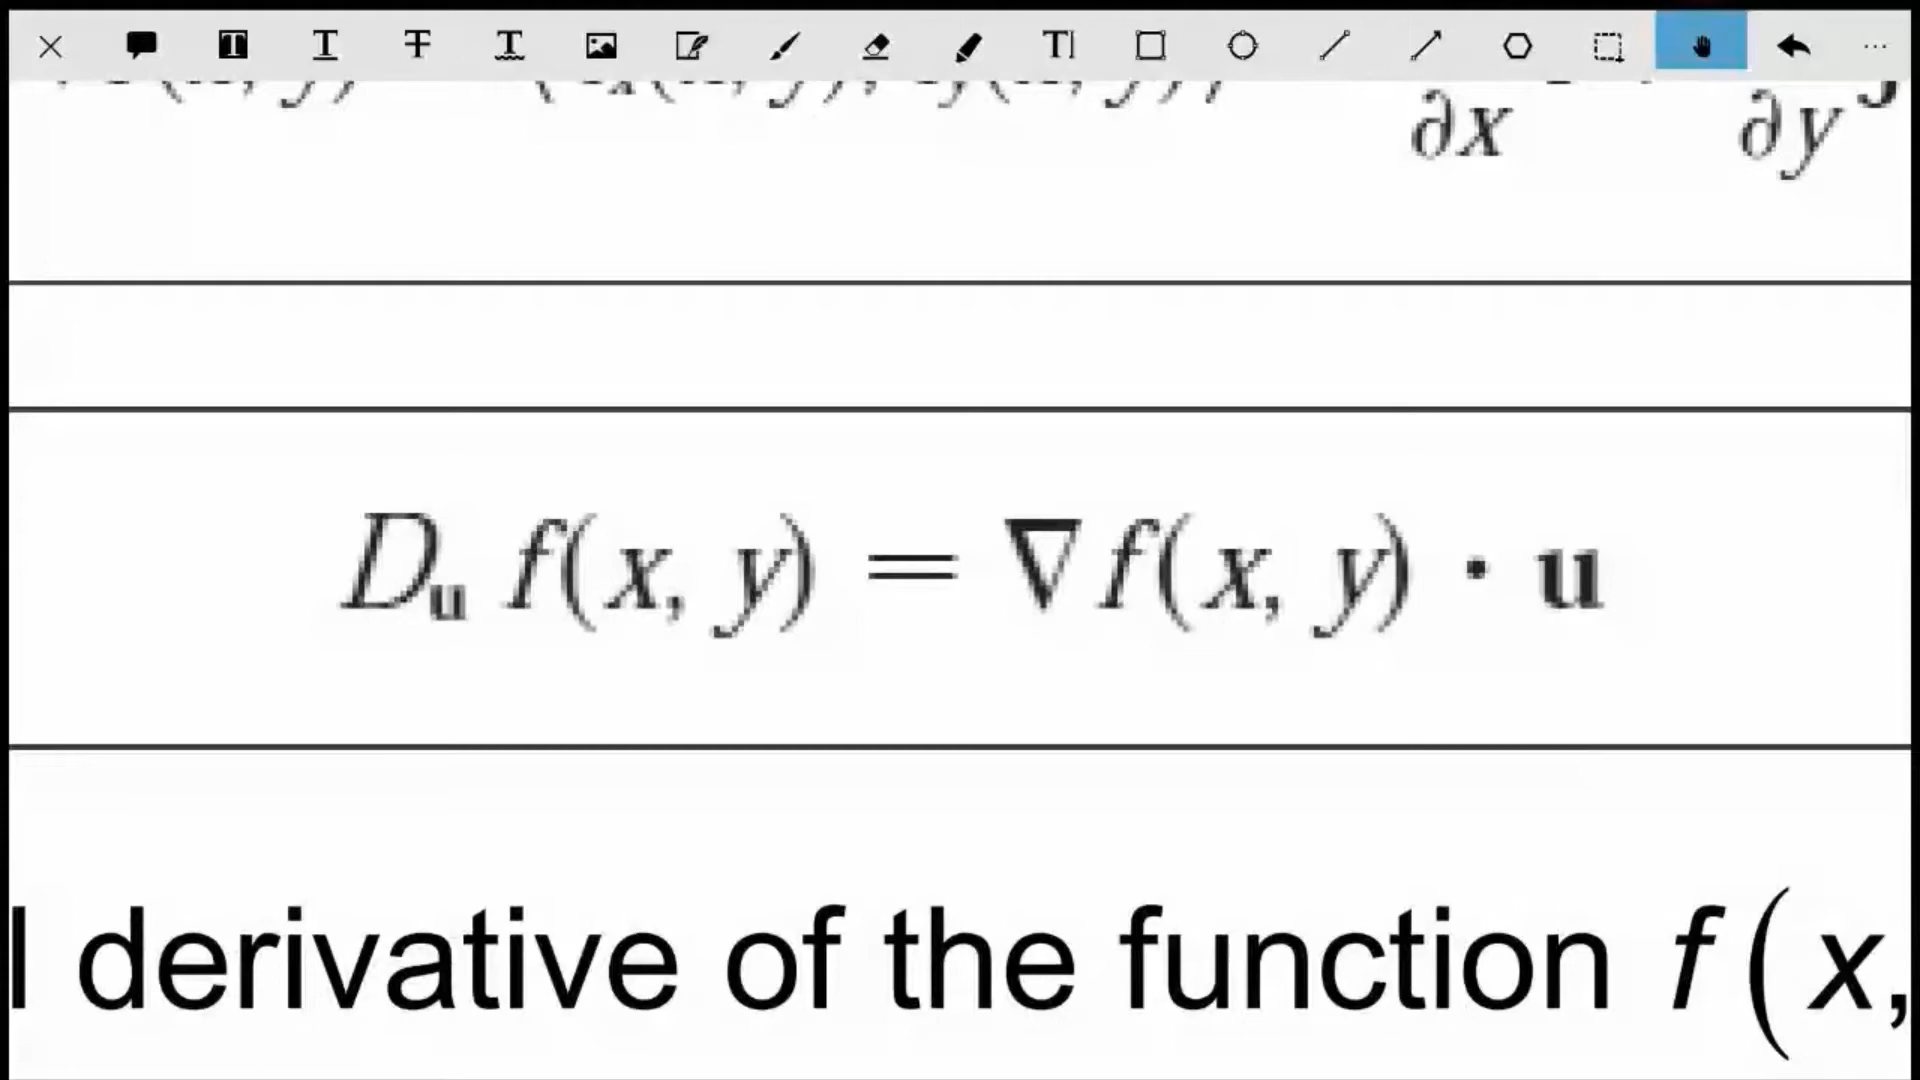 ∂x ∂y
D_u f(x, y) = ∇f(x, y) · u
l derivative of the function f(x,